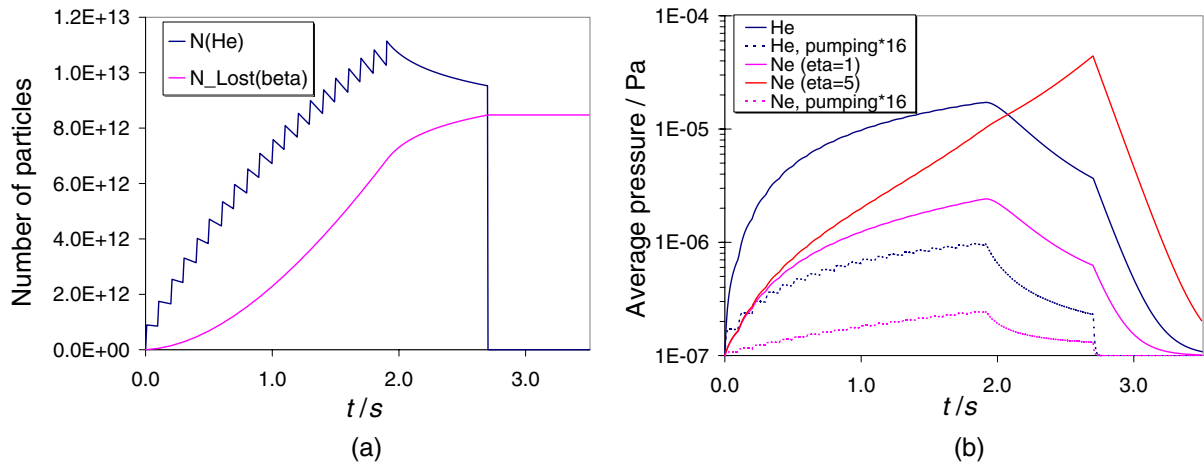 1.2E+13
1.0E+13
8.0E+12
6.0E+12
4.0E+12
2.0E+12
0.0E+00
Number of particles
N(He)
N_Lost(beta)
0.0
1.0
2.0
3.0
t /s
(a)
1E-04
1E-05
1E-06
1E-07
Average pressure / Pa
He
He, pumping*16
Ne (eta=1)
Ne (eta=5)
Ne, pumping*16
0.0
1.0
2.0
3.0
t /s
(b)